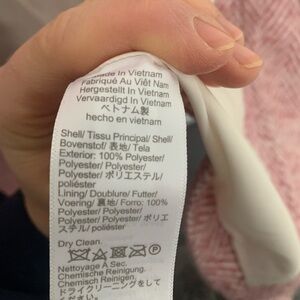 Made In Vietnam
Fabriqué Au Viêt Nam
Hergestellt In Vietnam
Vervaardigd In Vietnam
ベトナム製
hecho en vietnam
Shell/ Tissu Principal/ Shell/
Bovenstof/ 表地/ Tela
Exterior: 100% Polyester/
Polyester/ Polyester/
Polyester/ ポリエステル/
poliéster
Lining/ Doublure/ Futter/
Voering/ 裏地/ Forro: 100%
Polyester/ Polyester/
Polyester/ Polyester/ ポリエ
ステル/ poliéster
Dry Clean.
Nettoyage A Sec.
Chemische Reinigung.
Chemisch Reinigen.
ドライクリーニングをして